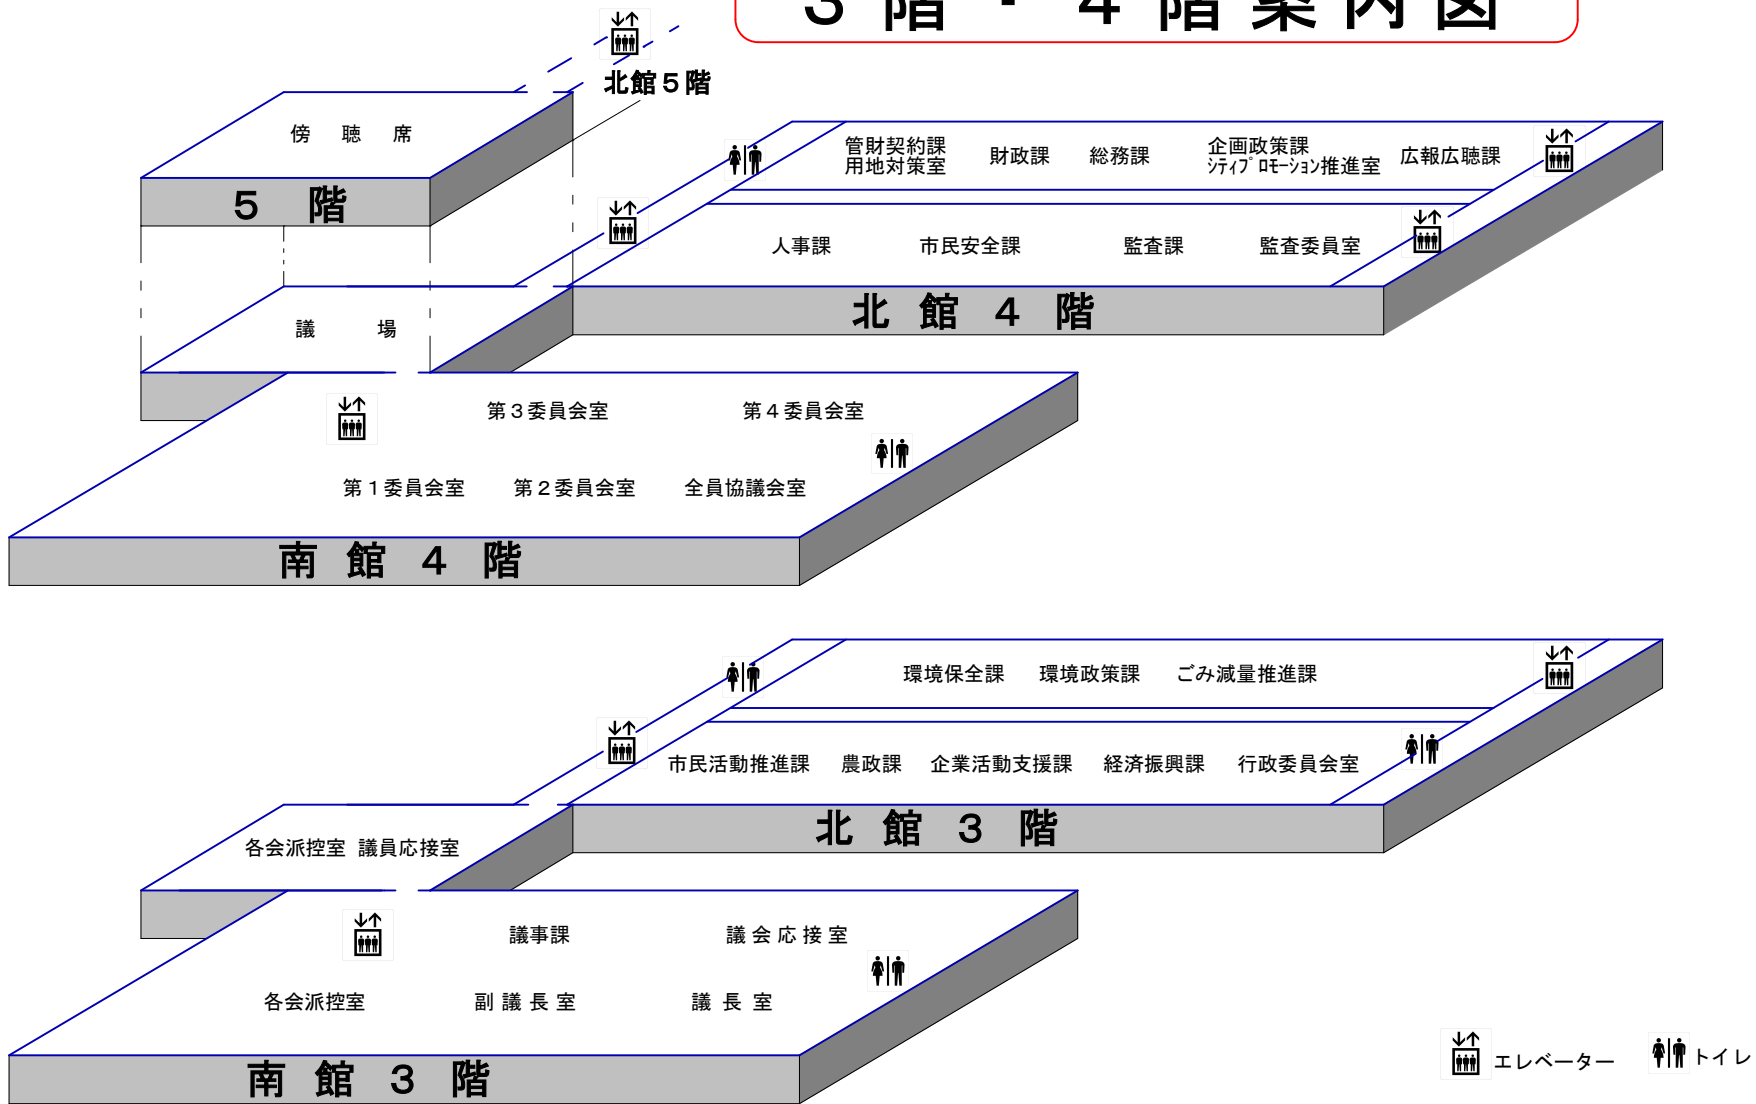 3階・4階案内図
北館５階
傍聴席
５階
管財契約課
用地対策室
財政課
総務課
企画政策課
ｼﾃｨﾌﾟﾛﾓｰｼｮﾝ推進室
広報広聴課
人事課
市民安全課
監査課
監査委員室
北館４階
議場
第３委員会室
第４委員会室
第１委員会室
第２委員会室
全員協議会室
南館４階
環境保全課
環境政策課
ごみ減量推進課
市民活動推進課
農政課
企業活動支援課
経済振興課
行政委員会室
北館３階
各会派控室 議員応接室
議事課
議会応接室
各会派控室
副議長室
議長室
南館３階
エレベーター
トイレ